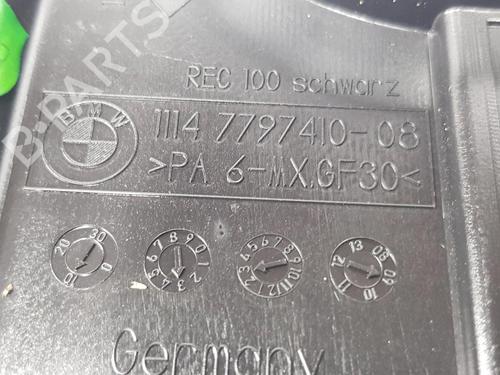 REC 100 schwarz
BMW
1114 7797410-08
>PA 6-MX,GF30<
Germany
B-PARTS